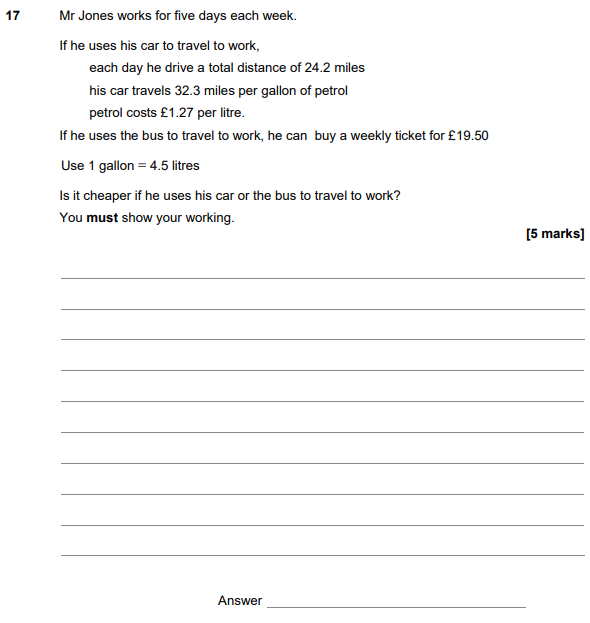 17 Mr Jones works for five days each week.
If he uses his car to travel to work,
each day he drive a total distance of 24.2 miles
his car travels 32.3 miles per gallon of petrol
petrol costs £1.27 per litre.
If he uses the bus to travel to work, he can buy a weekly ticket for £19.50
Use 1 gallon = 4.5 litres
Is it cheaper if he uses his car or the bus to travel to work?
You must show your working.
[5 marks]
Answer